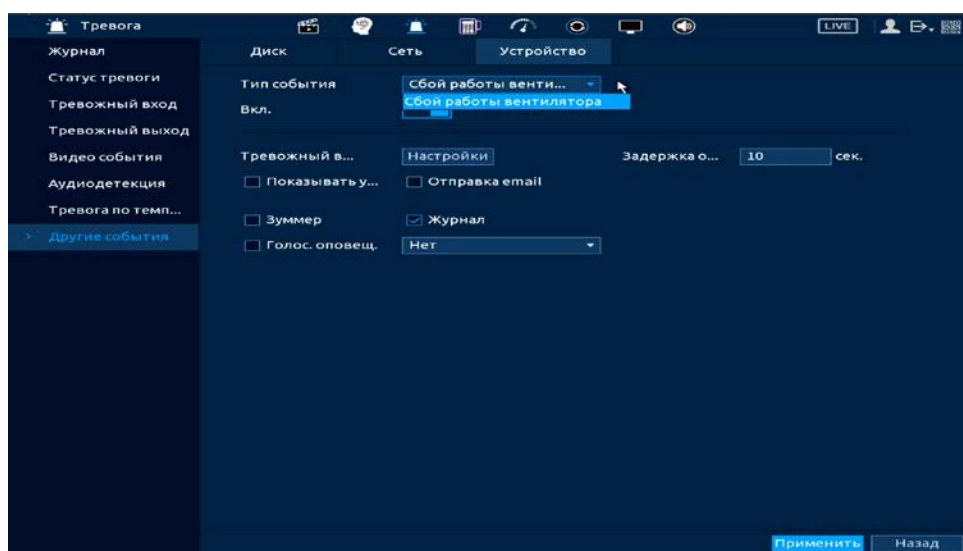 Тревога
LIVE
Журнал
Статус тревоги
Тревожный вход
Тревожный выход
Видео события
Аудиодетекция
Тревога по темп...
Другие события
Диск Сеть Устройство
Тип события Сбой работы венти...
Сбой работы вентилятора
Вкл.
Тревожный в... Настройки Задержка о... 10 сек.
Показывать у... Отправка email
Зуммер Журнал
Голос. оповещ. Нет
Применить Назад